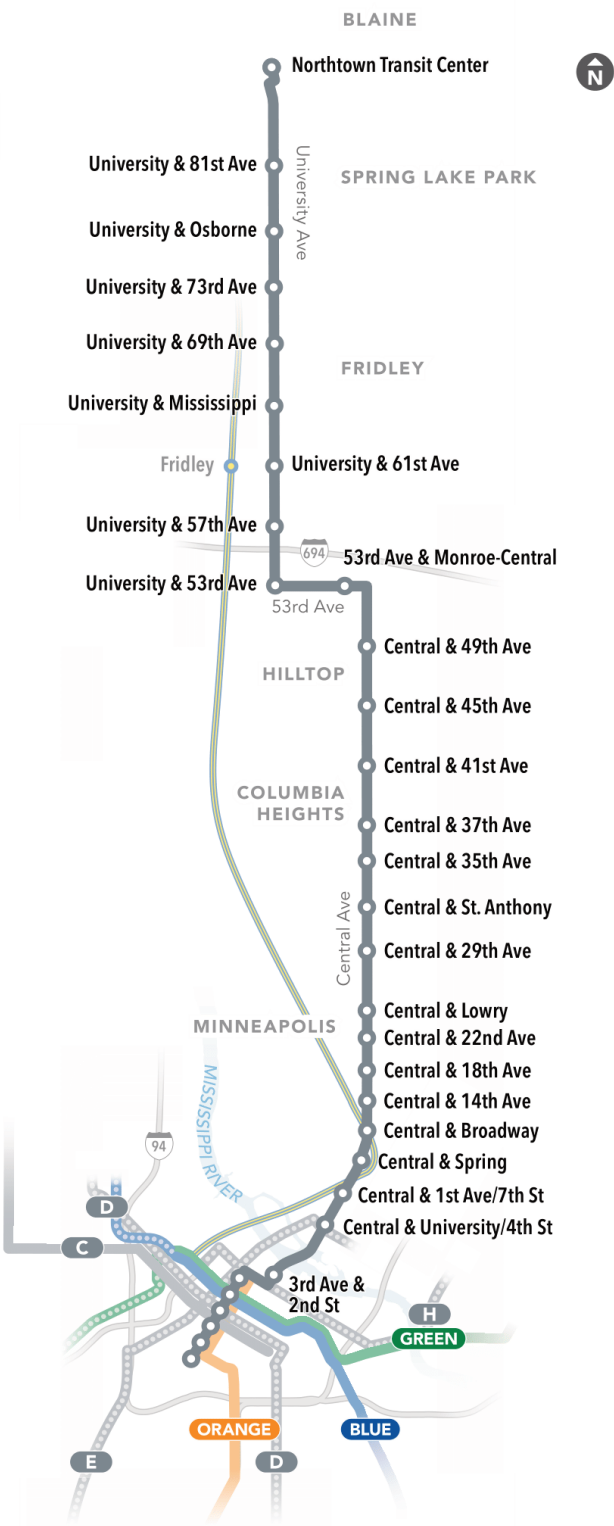 BLAINE
Northtown Transit Center
N
University & 81st Ave
University Ave
SPRING LAKE PARK
University & Osborne
University & 73rd Ave
University & 69th Ave
FRIDLEY
University & Mississippi
Fridley
University & 61st Ave
University & 57th Ave
694
53rd Ave & Monroe-Central
University & 53rd Ave
53rd Ave
Central & 49th Ave
HILLTOP
Central & 45th Ave
Central & 41st Ave
COLUMBIA
HEIGHTS
Central & 37th Ave
Central & 35th Ave
Central Ave
Central & St. Anthony
Central & 29th Ave
Central & Lowry
MINNEAPOLIS
Central & 22nd Ave
Central & 18th Ave
MISSISSIPPI RIVER
Central & 14th Ave
Central & Broadway
94
Central & Spring
Central & 1st Ave/7th St
D
Central & University/4th St
C
3rd Ave &
2nd St
H
GREEN
ORANGE
BLUE
E
D